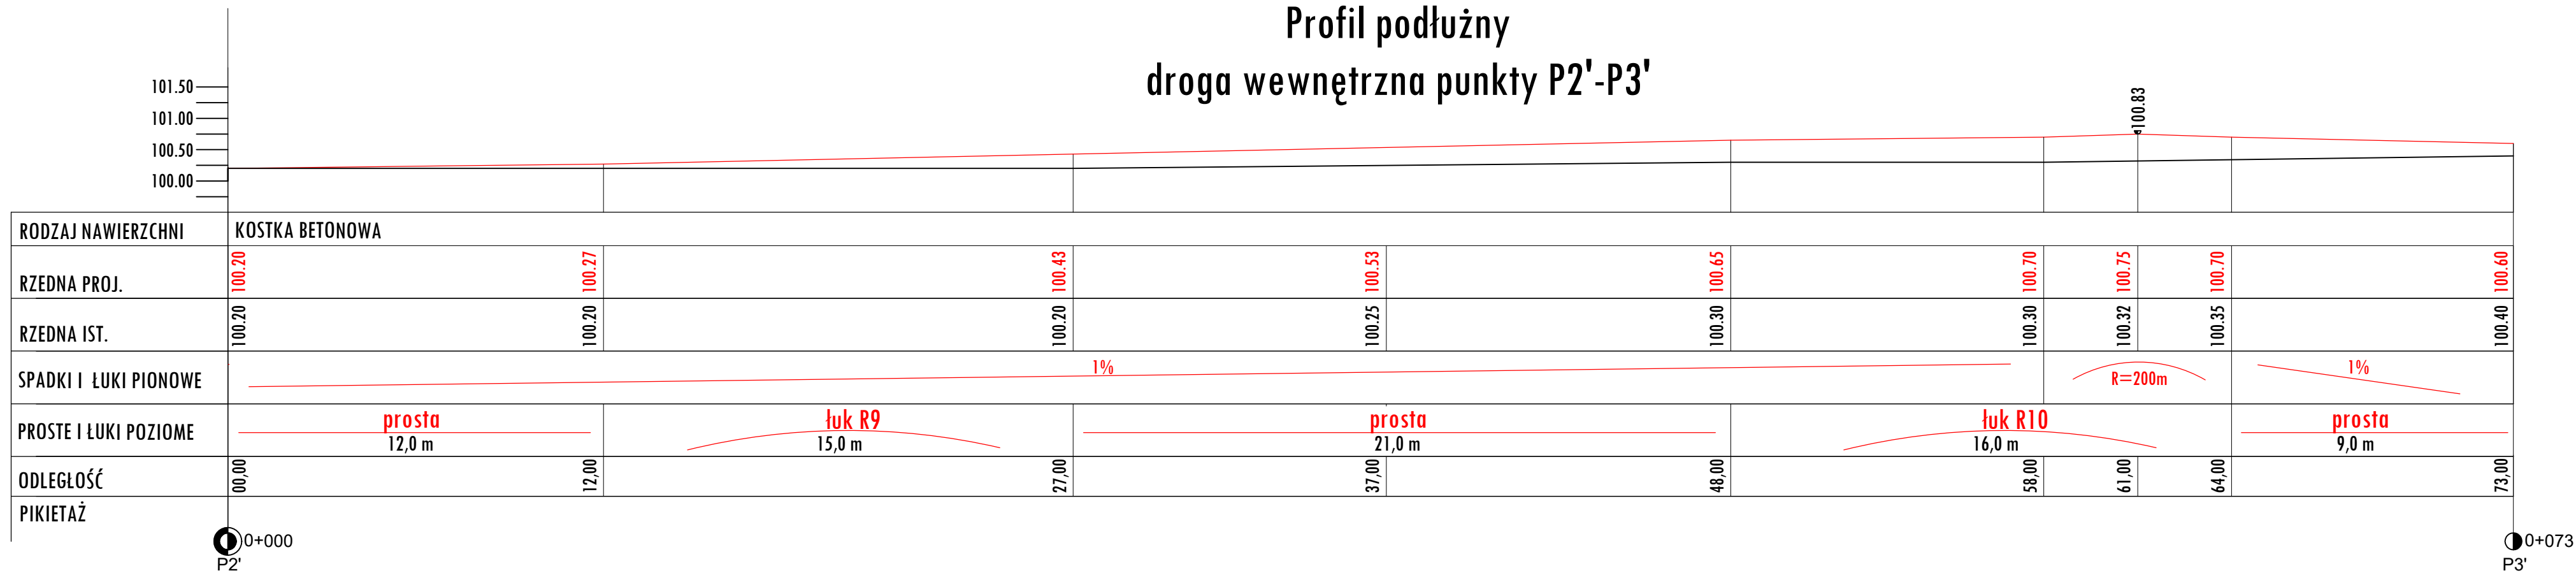 Profil podłużny
droga wewnętrzna punkty P2'-P3'
101.50
101.00
100.50
100.00
100.83
RODZAJ NAWIERZCHNI KOSTKA BETONOWA
RZEDNA PROJ. 100.20 100.27 100.43 100.53 100.65 100.70 100.75 100.70 100.60
RZEDNA IST. 100.20 100.20 100.20 100.25 100.30 100.30 100.32 100.35 100.40
SPADKI I ŁUKI PIONOWE 1% R=200m 1%
PROSTE I ŁUKI POZIOME
prosta łuk R9 prosta łuk R10 prosta
12,0 m 15,0 m 21,0 m 16,0 m 9,0 m
ODLEGŁOŚĆ 00,00 12,00 27,00 37,00 48,00 58,00 61,00 64,00 73,00
PIKIETAŻ
0+000 0+073
P2' P3'